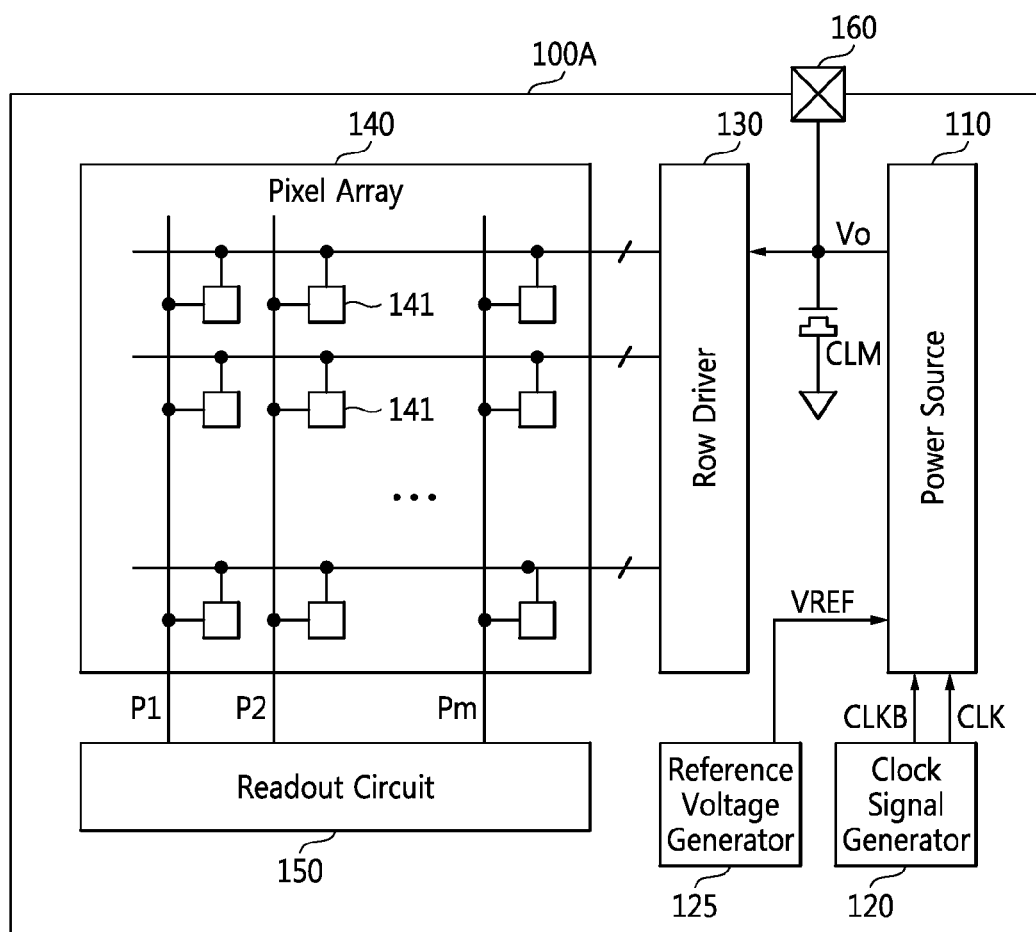 160
100A
140
130
110
Pixel Array
Vo
141
CLM
141
Row Driver
Power Source
...
VREF
P1
P2
Pm
CLKB
CLK
Readout Circuit
Reference
Voltage
Generator
Clock
Signal
Generator
150
125
120